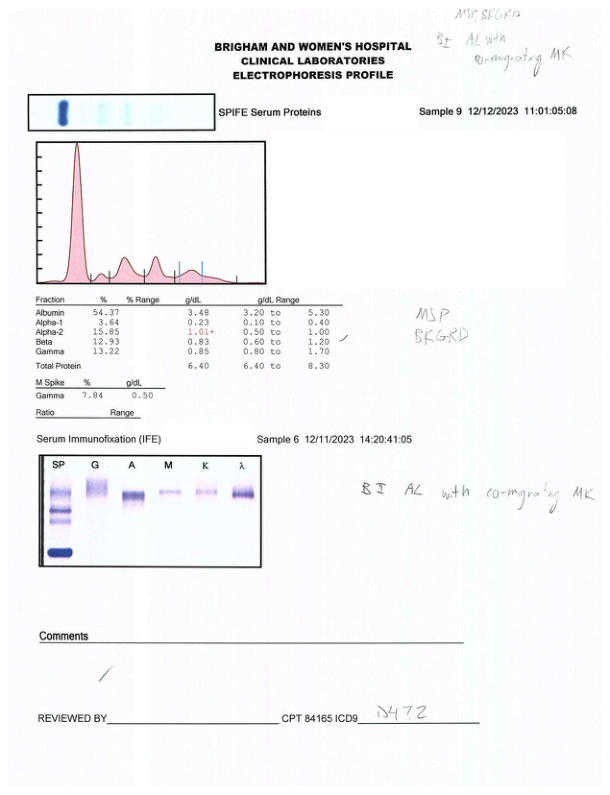 MSP, BKGRD
BI AL with
co-migrating MK
BRIGHAM AND WOMEN'S HOSPITAL
CLINICAL LABORATORIES
ELECTROPHORESIS PROFILE
SPIFE Serum Proteins Sample 9 12/12/2023 11:01:05:08
Fraction % % Range g/dL g/dL Range
Albumin 54.37 3.48 3.20 to 5.30
Alpha-1 3.64 0.23 0.10 to 0.40
Alpha-2 15.85 1.01+ 0.50 to 1.00
Beta 12.93 0.83 0.60 to 1.20
Gamma 13.22 0.85 0.80 to 1.70
Total Protein 6.40 6.40 to 8.30
MSP
BKGRD
M Spike % g/dL
Gamma 7.84 0.50
Ratio Range
Serum Immunofixation (IFE) Sample 6 12/11/2023 14:20:41:05
SP G A M K λ
BI AL with co-migrating MK
Comments
REVIEWED BY CPT 84165 ICD9 D47.2